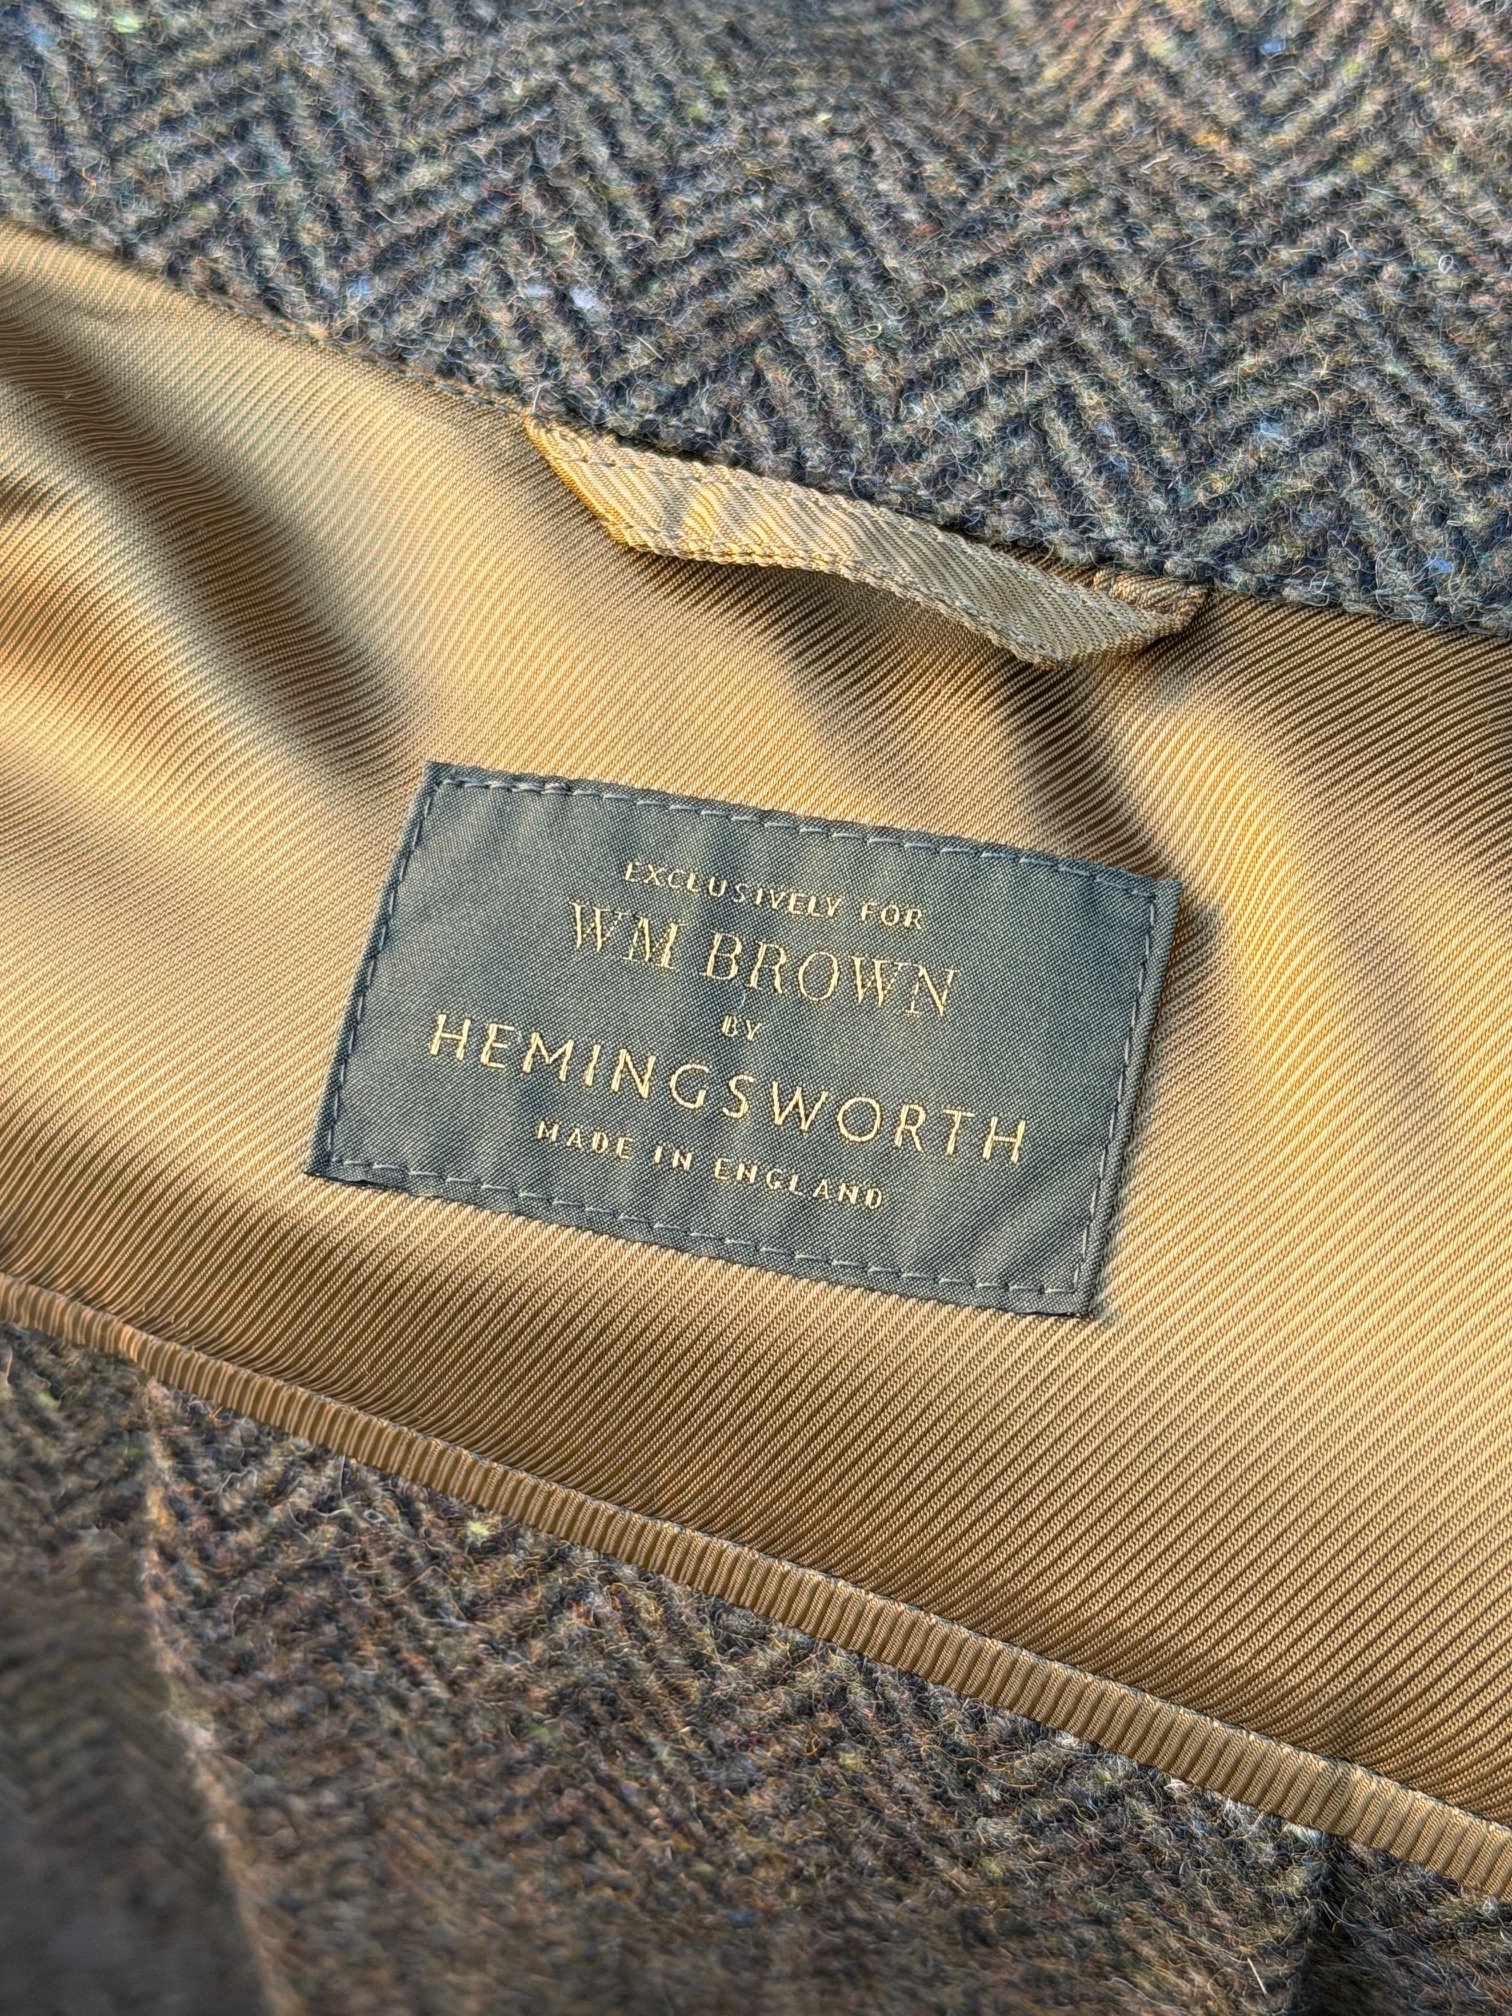 EXCLUSIVELY FOR
WM BROWN
BY
HEMINGSWORTH
MADE IN ENGLAND